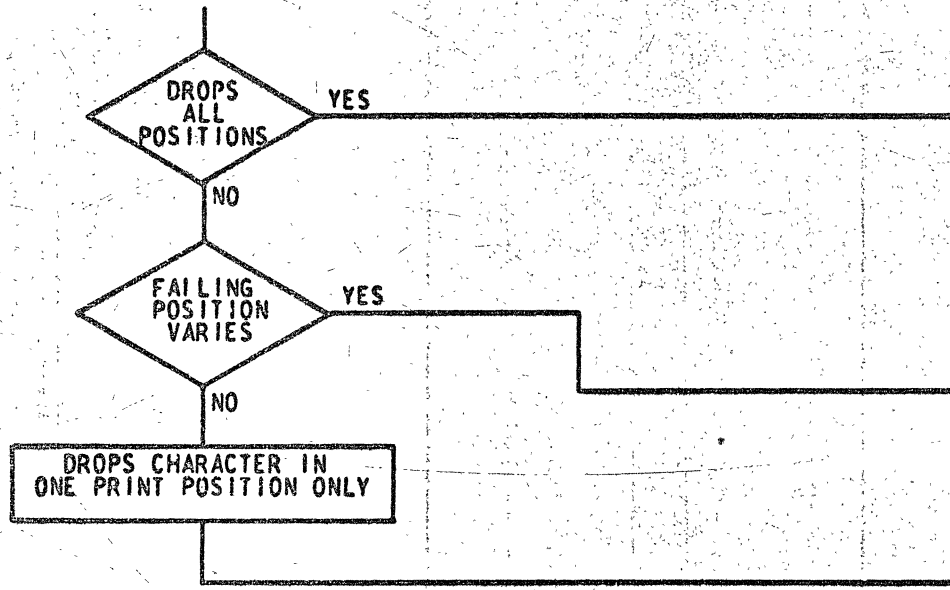 DROPS
ALL
POSITIONS
YES
NO
FAILING
POSITION
VARIES
YES
NO
DROPS CHARACTER IN
ONE PRINT POSITION ONLY